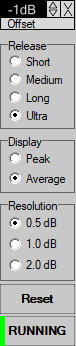 -1dB
X
Offset
Release
Short
Medium
Long
Ultra
Display
Peak
Average
Resolution
0.5 dB
1.0 dB
2.0 dB
Reset
RUNNING